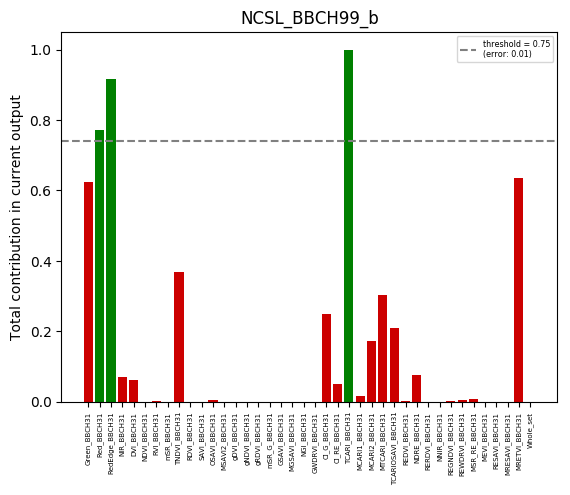 NCSL_BBCH99_b
threshold = 0.75
(error: 0.01)
Total contribution in current output
1.0
0.8
0.6
0.4
0.2
0.0
Green_BBCH31
Red_BBCH31
RedEdge_BBCH31
NIR_BBCH31
DVI_BBCH31
NDVI_BBCH31
RVI_BBCH31
mSR_BBCH31
TNDVI_BBCH31
RDVI_BBCH31
SAVI_BBCH31
OSAVI_BBCH31
MSAVI2_BBCH31
gDVI_BBCH31
gNDVI_BBCH31
gRDVI_BBCH31
mSR_G_BBCH31
GSAVI_BBCH31
MGSAVI_BBCH31
NGI_BBCH31
GWDRVI_BBCH31
CI_G_BBCH31
CI_RE_BBCH31
TCARI_BBCH31
MCARI1_BBCH31
MCARI2_BBCH31
MTCARI_BBCH31
TCARIOSAVI_BBCH31
REDVI_BBCH31
NDRE_BBCH31
RERDVI_BBCH31
NNIR_BBCH31
REGNDVI_BBCH31
REWDRVI_BBCH31
MSR_RE_BBCH31
MEVI_BBCH31
RESAVI_BBCH31
MRESAVI_BBCH31
MRETVI_BBCH31
Whole_set